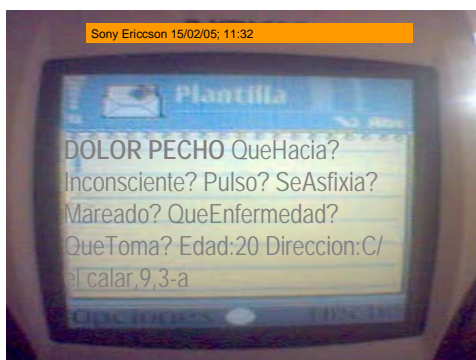 Sony Ericcson 15/02/05; 11:32
Plantilla
Abc
DOLOR PECHO QueHacia?
Inconsciente? Pulso? SeAsfixia?
Mareado? QueEnfermedad?
QueToma? Edad:20 Direccion:C/
el calar,9,3-a
Opciones